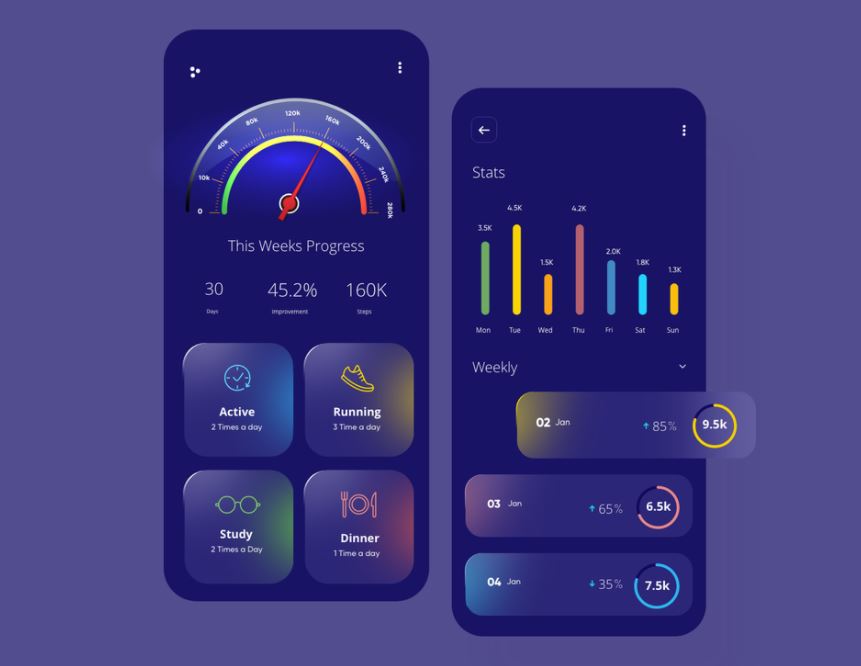 0
10k
40k
80k
120k
160k
200k
240k
280k
This Weeks Progress
30 45.2% 160K
Days Improvement Steps
Active
2 Times a day
Running
3 Time a day
Study
2 Times a Day
Dinner
1 Time a day
Stats
3.5K 4.5K 1.5K 4.2K 2.0K 1.8K 1.3K
Mon Tue Wed Thu Fri Sat Sun
Weekly
02 Jan 85% 9.5k
03 Jan 65% 6.5k
04 Jan 35% 7.5k